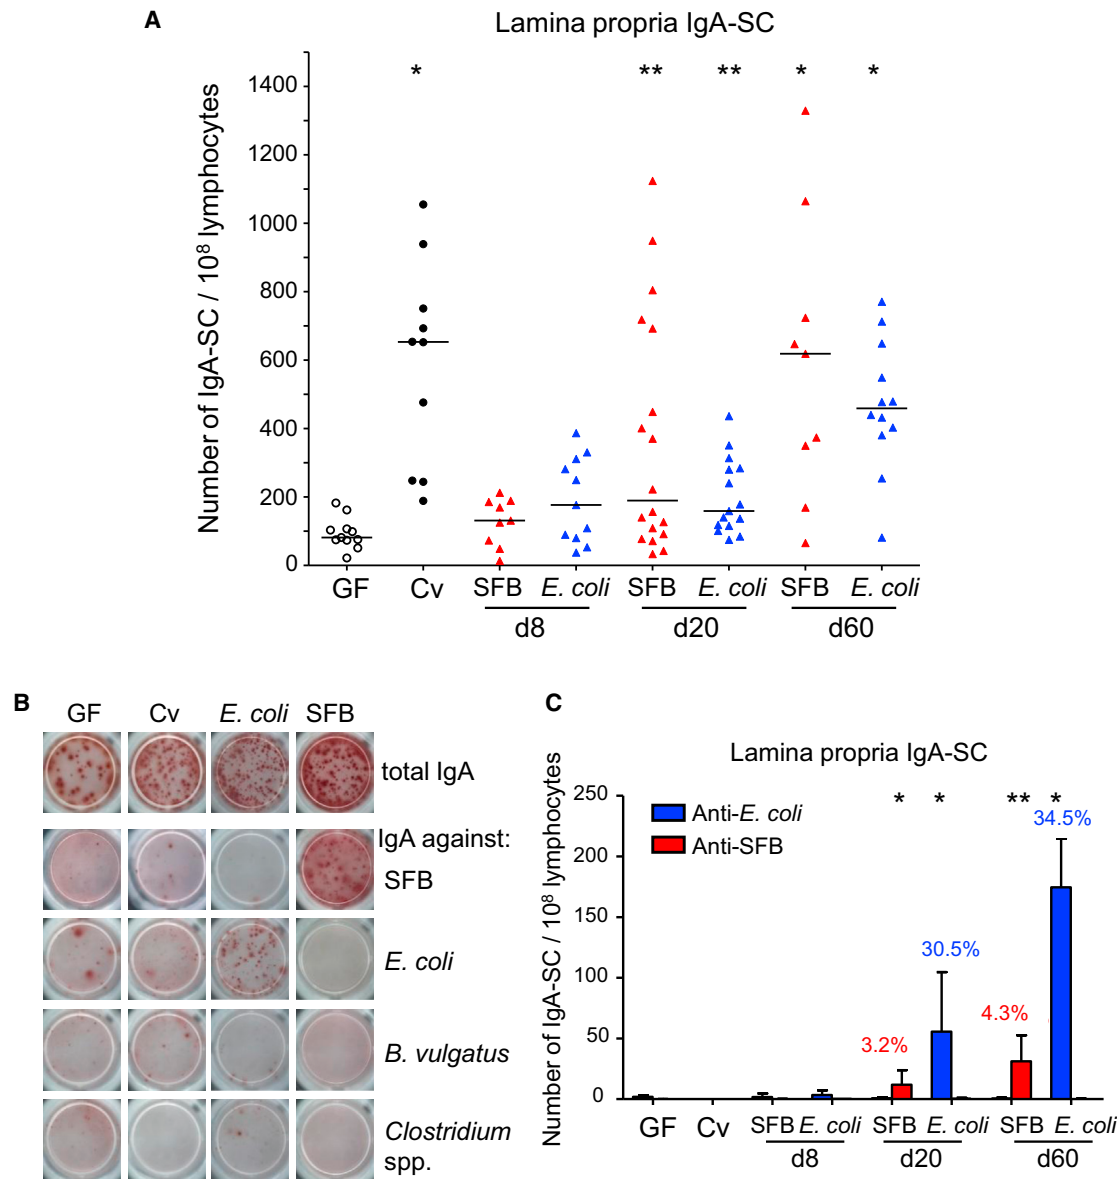 A
Lamina propria IgA-SC
Number of IgA-SC / 10⁸ lymphocytes
* ** ** * *
1400
1200
1000
800
600
400
200
0
GF Cv SFB E. coli SFB E. coli SFB E. coli
d8 d20 d60
B
GF Cv E. coli SFB
total IgA
IgA against:
SFB
E. coli
B. vulgatus
Clostridium
spp.
C
Lamina propria IgA-SC
Number of IgA-SC / 10⁸ lymphocytes
250
200
150
100
50
0
Anti-E. coli
Anti-SFB
* * ** *
34.5%
30.5%
4.3%
3.2%
GF Cv SFB E. coli SFB E. coli SFB E. coli
d8 d20 d60